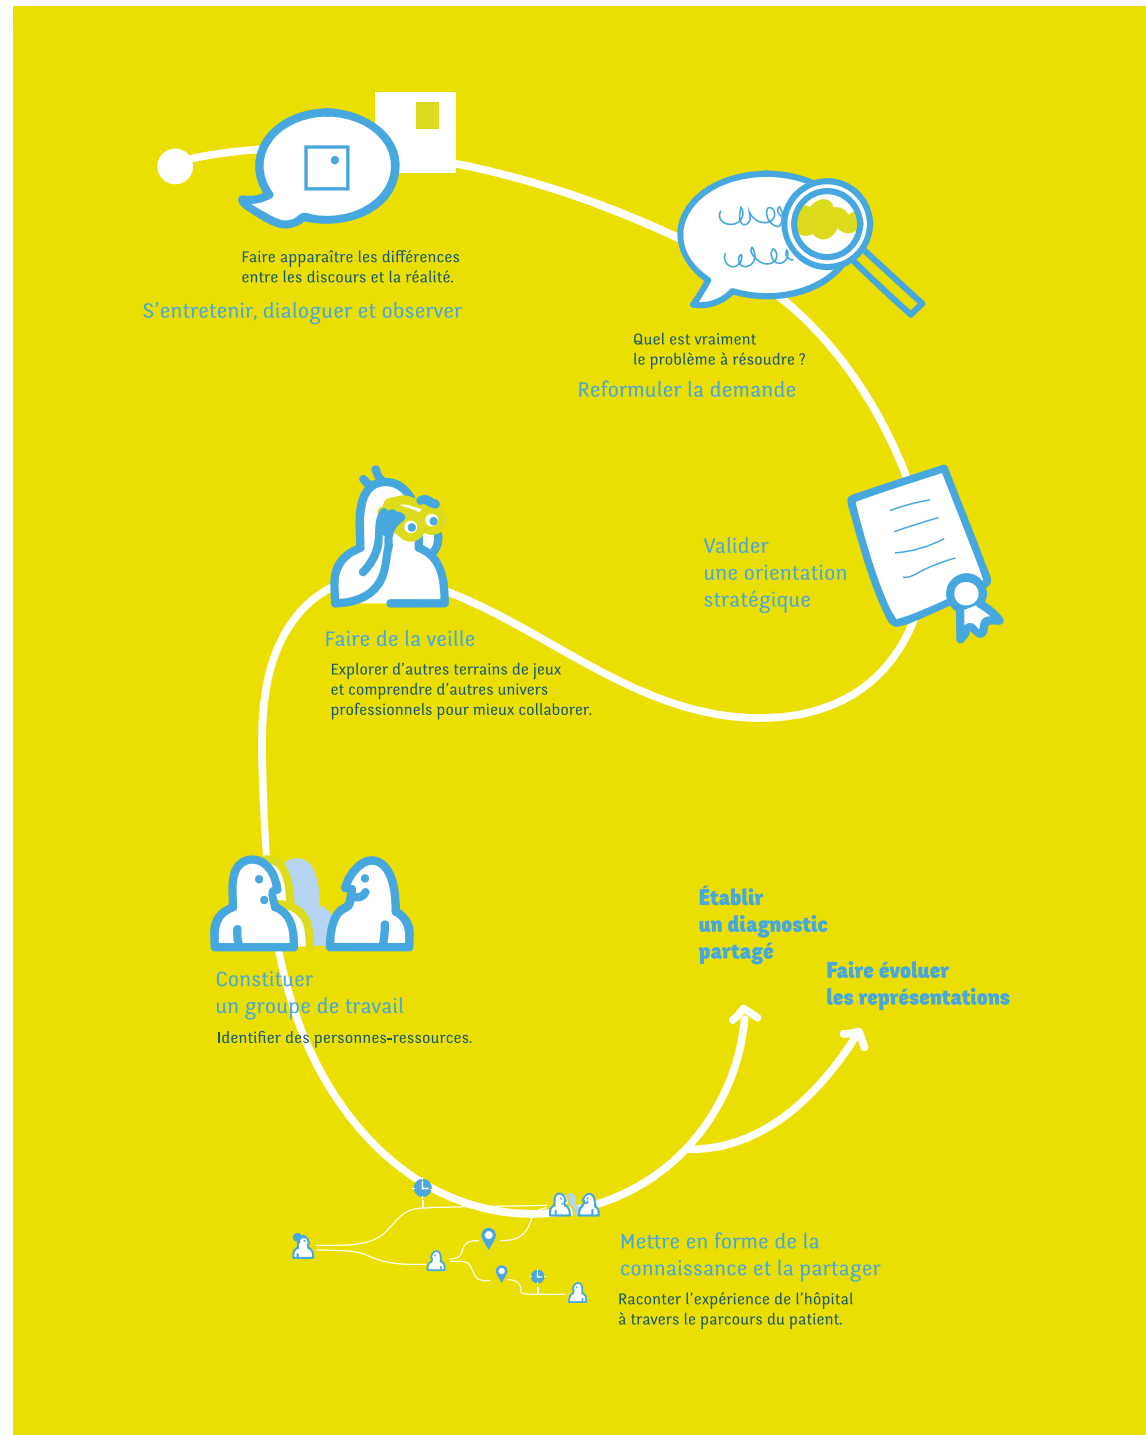 Faire apparaître les différences
entre les discours et la réalité.
S'entretenir, dialoguer et observer
Quel est vraiment
le problème à résoudre ?
Reformuler la demande
Valider
une orientation
stratégique
Faire de la veille
Explorer d'autres terrains de jeux
et comprendre d'autres univers
professionnels pour mieux collaborer.
Constituer
un groupe de travail
Identifier des personnes-ressources.
Établir
un diagnostic
partagé
Faire évoluer
les représentations
Mettre en forme de la
connaissance et la partager
Raconter l'expérience de l'hôpital
à travers le parcours du patient.